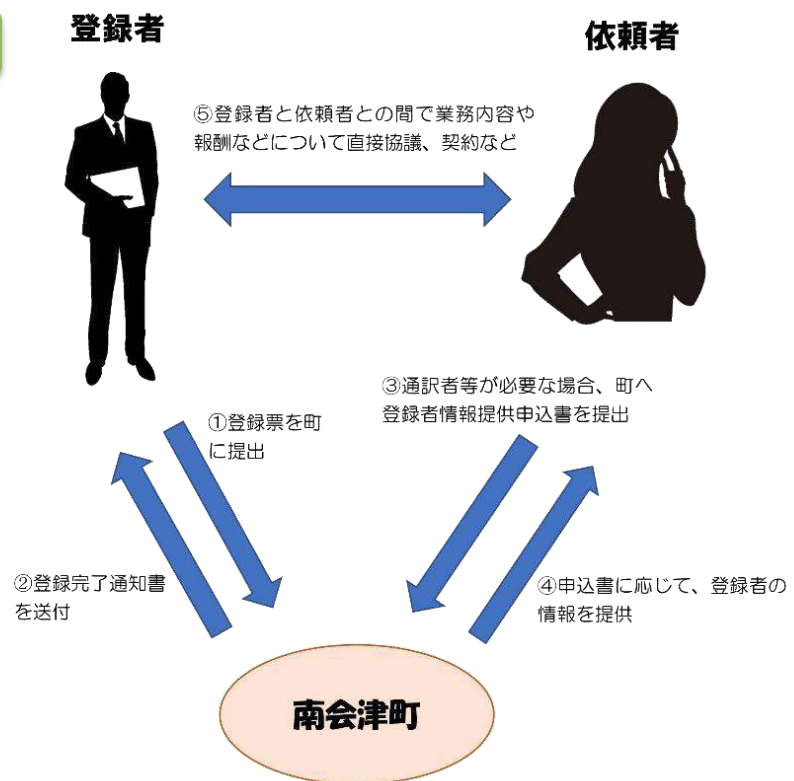 登録者
依頼者
⑤登録者と依頼者との間で業務内容や
報酬などについて直接協議、契約など
③通訳者等が必要な場合、町へ
登録者情報提供申込書を提出
①登録票を町
に提出
②登録完了通知書
を送付
④申込書に応じて、登録者の
情報を提供
南会津町